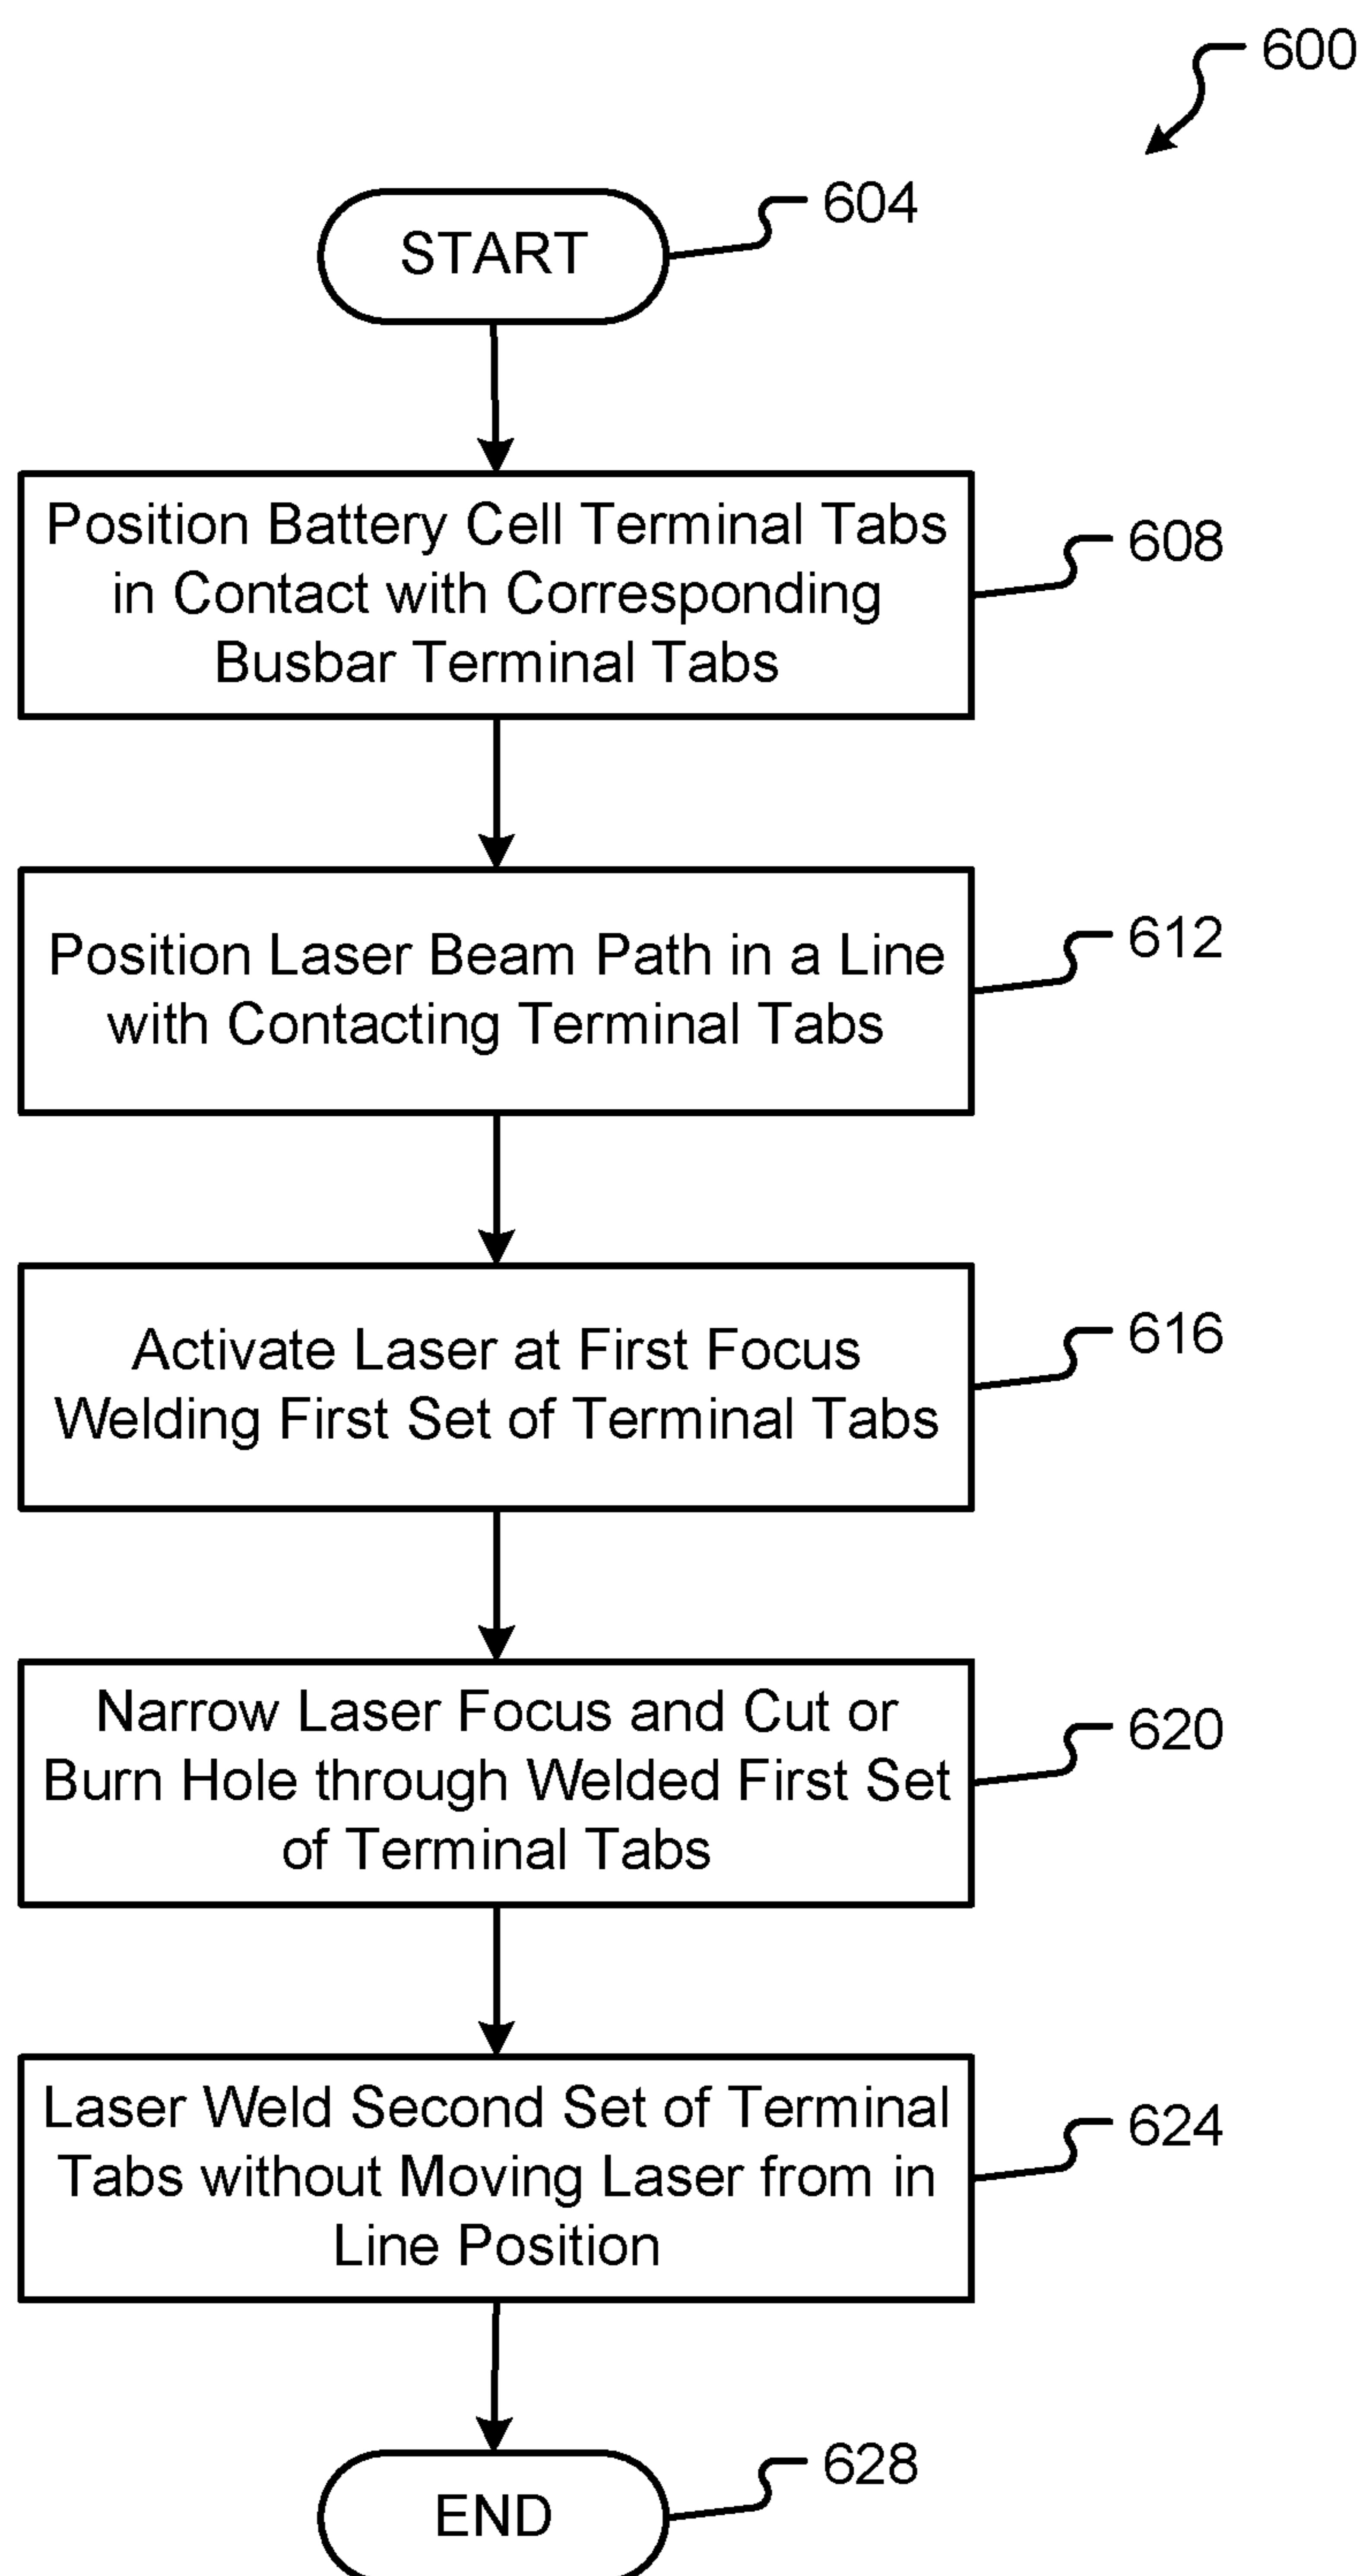 600
START
604
Position Battery Cell Terminal Tabs
in Contact with Corresponding
Busbar Terminal Tabs
608
Position Laser Beam Path in a Line
with Contacting Terminal Tabs
612
Activate Laser at First Focus
Welding First Set of Terminal Tabs
616
Narrow Laser Focus and Cut or
Burn Hole through Welded First Set
of Terminal Tabs
620
Laser Weld Second Set of Terminal
Tabs without Moving Laser from in
Line Position
624
END
628